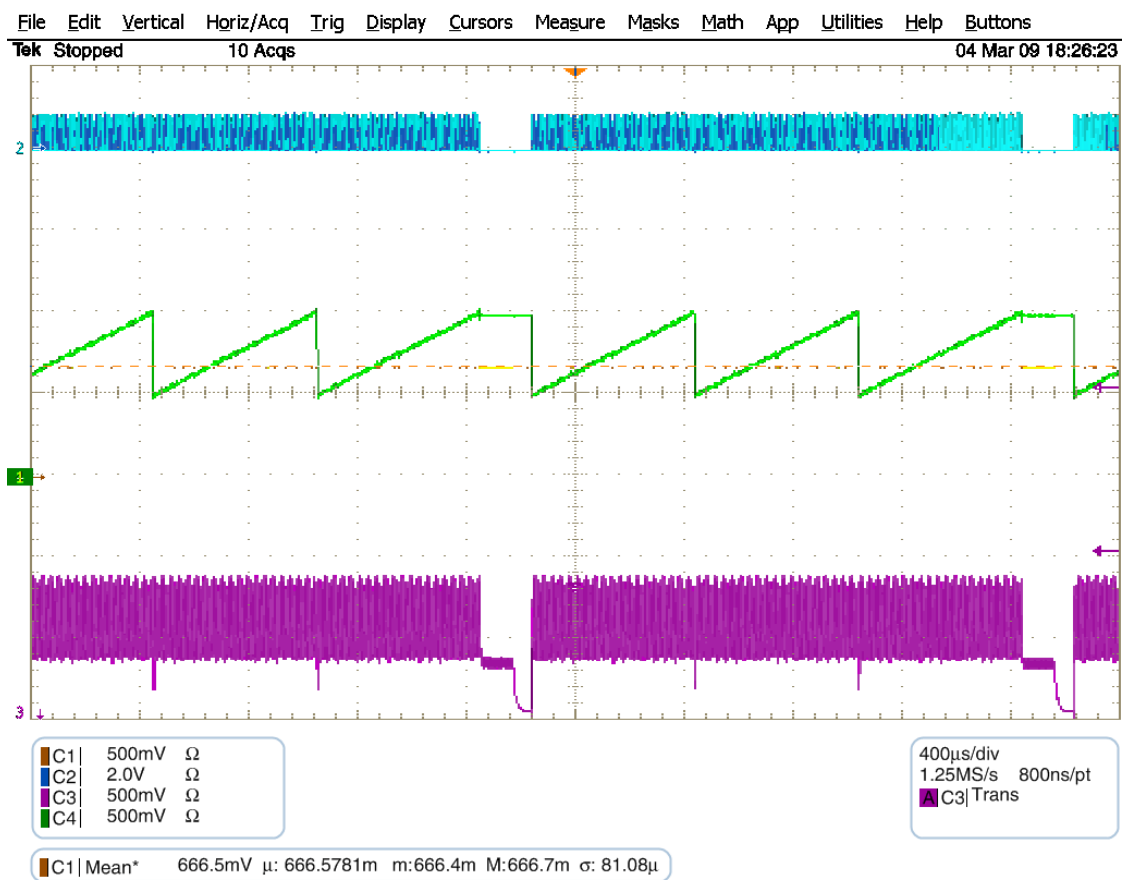 File Edit Vertical Horiz/Acq Trig Display Cursors Measure Masks Math App Utilities Help Buttons
Tek Stopped 10 Acqs 04 Mar 09 18:26:23
2
1
3
C1 500mV Ω
C2 2.0V Ω
C3 500mV Ω
C4 500mV Ω
400µs/div
1.25MS/s 800ns/pt
A C3 Trans
C1 Mean* 666.5mV µ: 666.5781m m:666.4m M:666.7m σ: 81.08µ